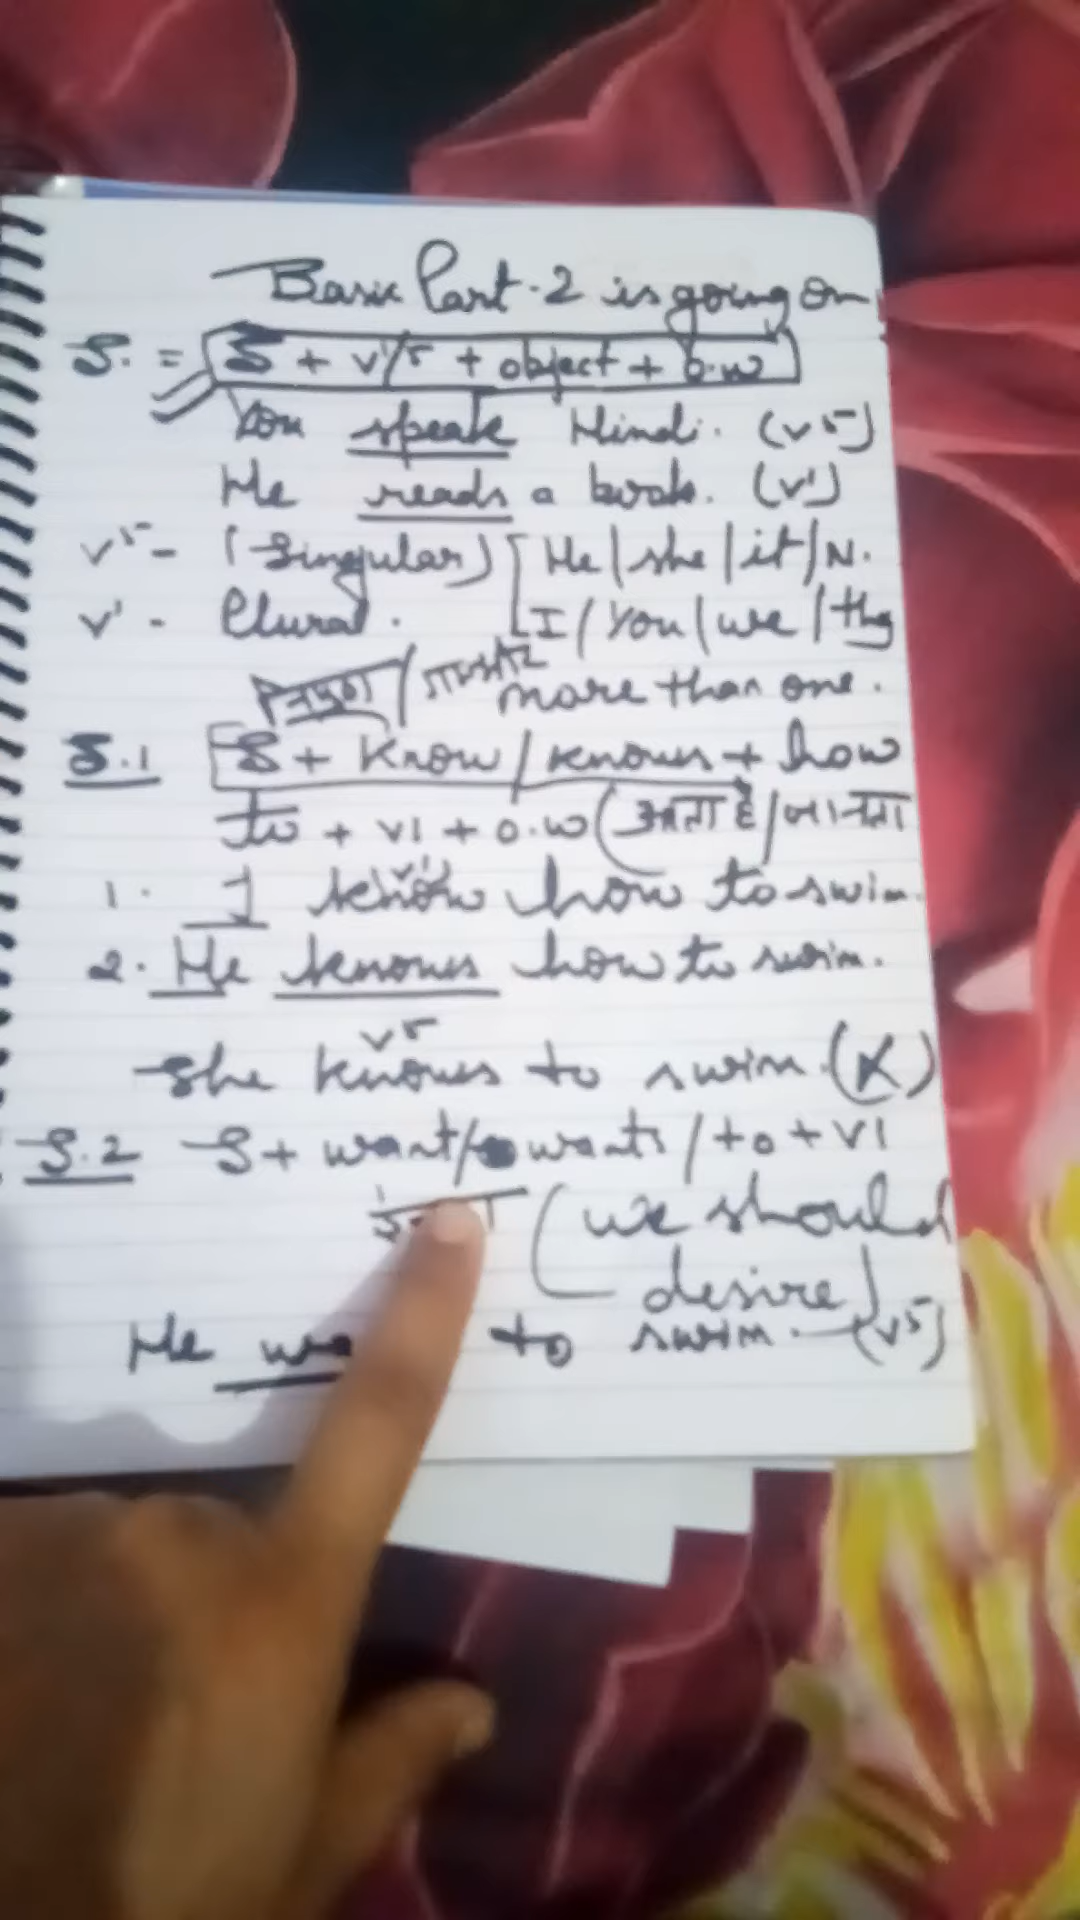 Basic Part-2 is going on
S. = S + v1/5 + object + o.w
You speak Hindi. (v5)
He reads a book. (v1)
v5 - (Singular) He/she/it/N.
v1 - Plural. I/You/we/they
more than one.
S.1 S + Know/knows + how
to + v1 + o.w (आता है/जानता
1. I know how to swim.
v1
2. He knows how to swim.
v5
She knows to swim. (X)
S.2 S + want/wants/to + v1
(we should
desire)
He to swim. (v5)